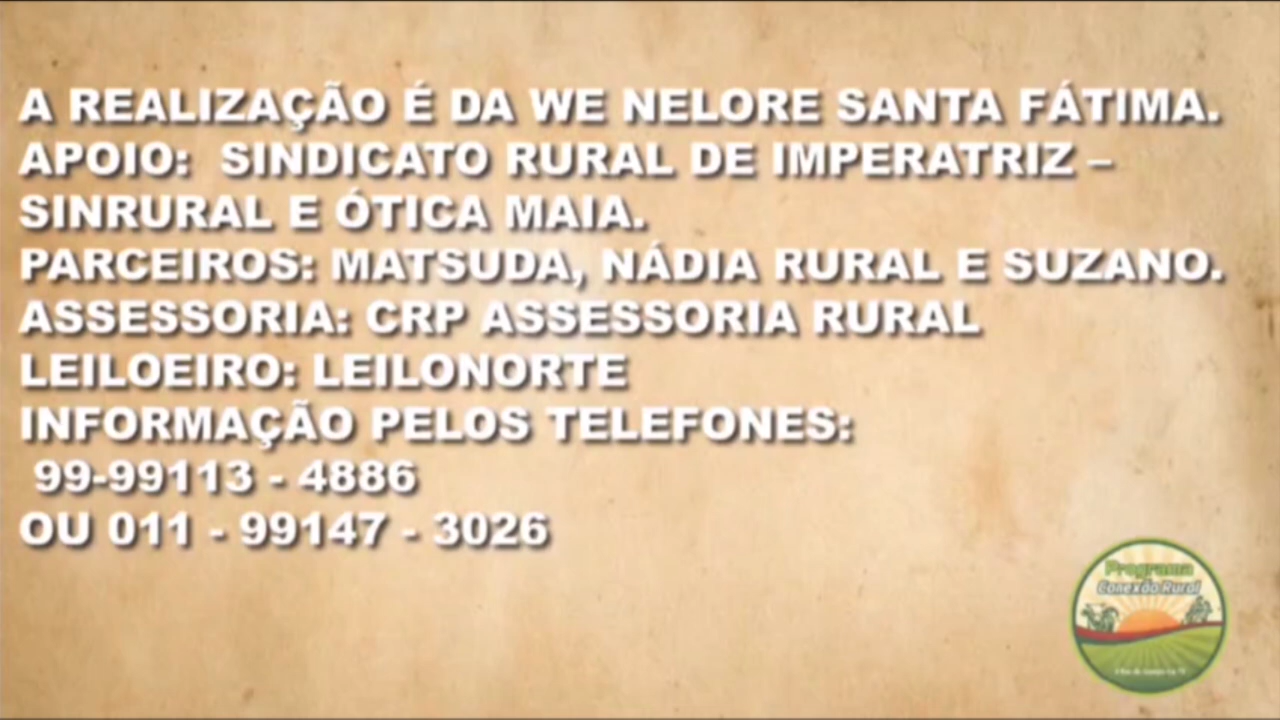 A REALIZAÇÃO É DA WE NELORE SANTA FÁTIMA.
APOIO:  SINDICATO RURAL DE IMPERATRIZ –
SINRURAL E ÓTICA MAIA.
PARCEIROS: MATSUDA, NÁDIA RURAL E SUZANO.
ASSESSORIA: CRP ASSESSORIA RURAL
LEILOEIRO: LEILONORTE
INFORMAÇÃO PELOS TELEFONES:
99-99113 - 4886
OU 011 - 99147 - 3026
Programa
Conexão Rural